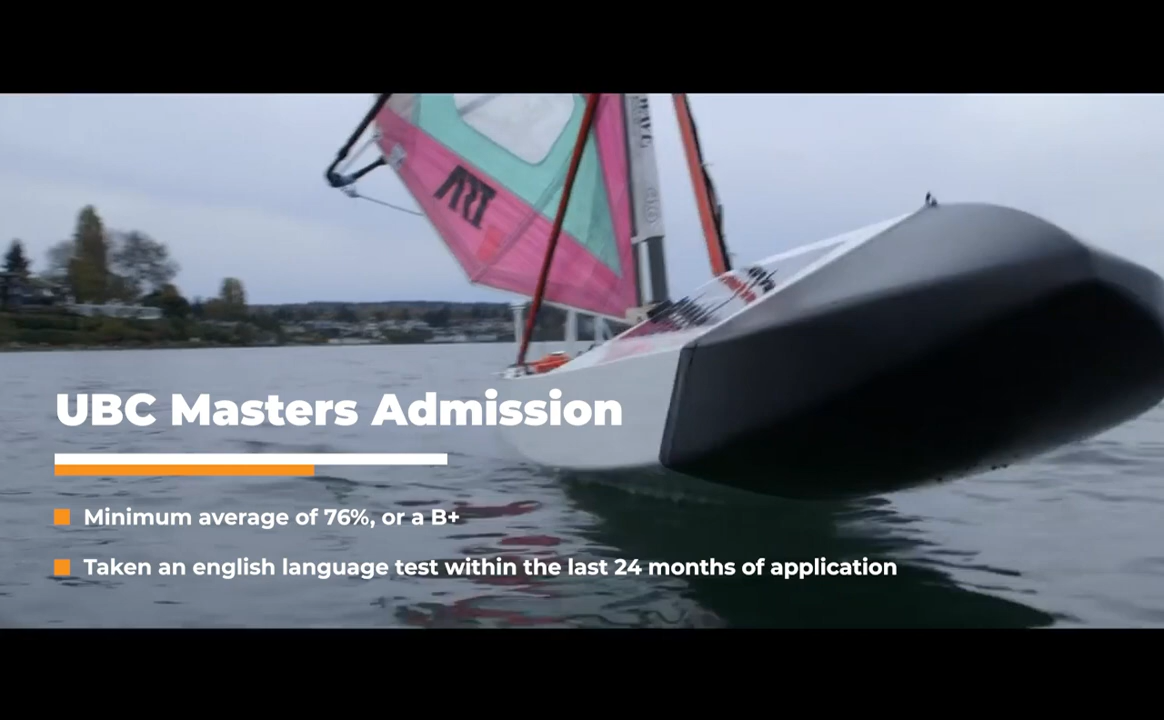 ART
UBC Masters Admission
Minimum average of 76%, or a B+
Taken an english language test within the last 24 months of application